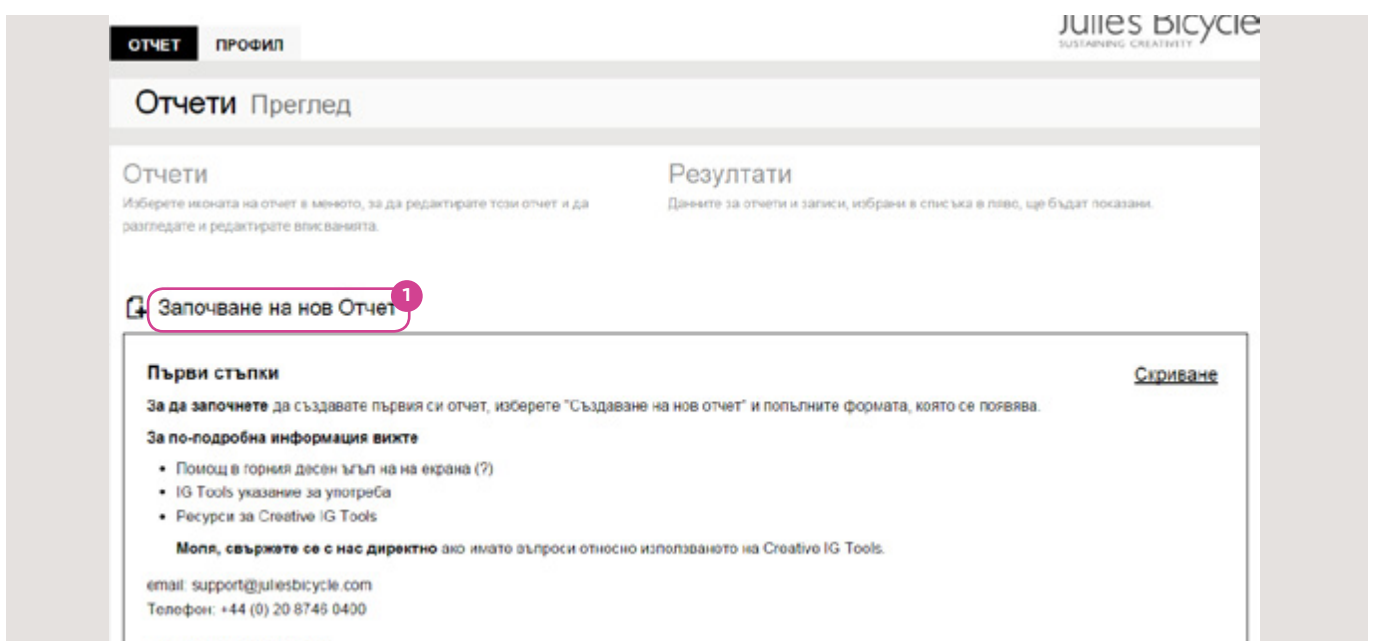 Julie's Bicycle
SUSTAINING CREATIVITY
ОТЧЕТ ПРОФИЛ
Отчети Преглед
Отчети
Изберете иконата на отчет в менюто, за да редактирате този отчет и да
разгледате и редактирате вписванията.
Резултати
Данните за отчети и записи, избрани в списъка в ляво, ще бъдат показани.
Започване на нов Отчет
1
Първи стъпки
Скриване
За да започнете да създавате първия си отчет, изберете "Създаване на нов отчет" и попълните формата, която се появява.
За по-подробна информация вижте
• Помощ в горния десен ъгъл на на екрана (?)
• IG Tools указание за употреба
• Ресурси за Creative IG Tools
Моля, свържете се с нас директно ако имате въпроси относно използването на Creative IG Tools.
email: support@juliesbicycle.com
Телефон: +44 (0) 20 8746 0400